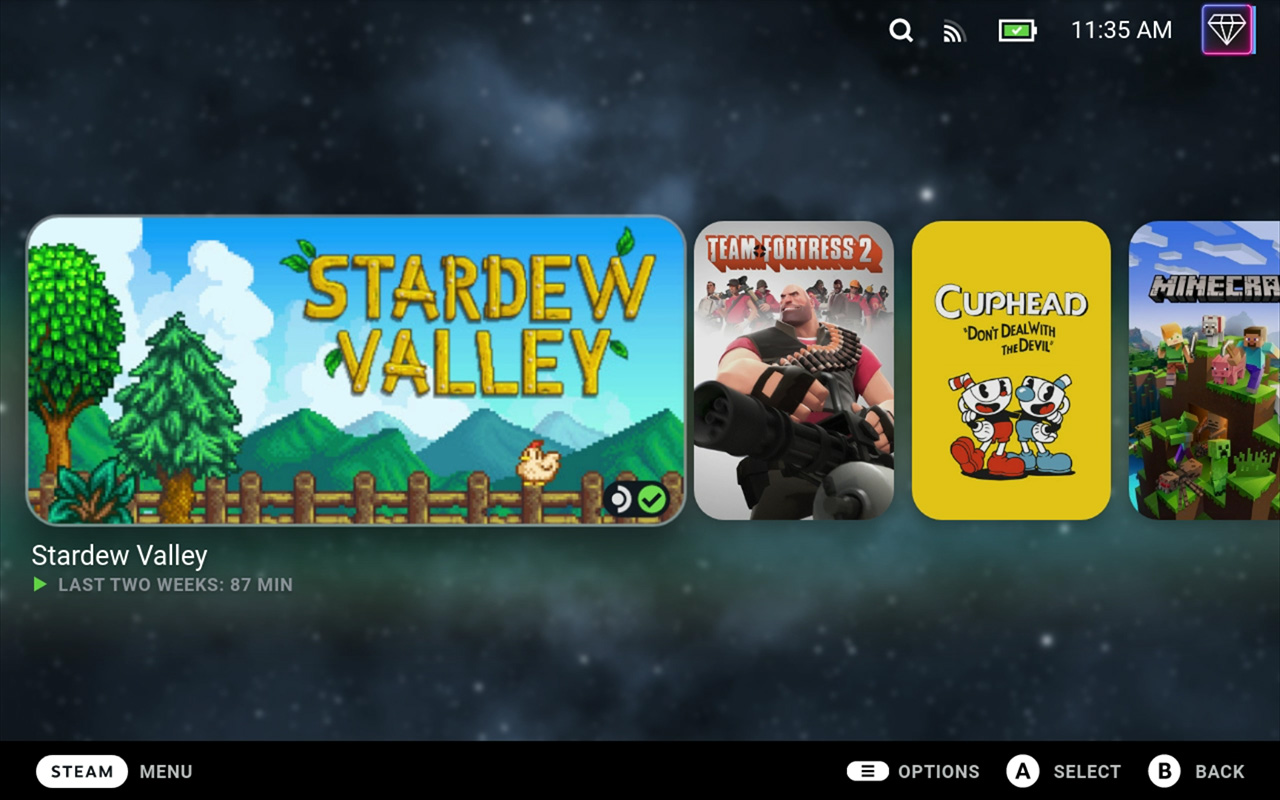 11:35 AM
STARDEW
VALLEY
TEAM FORTRESS 2
CUPHEAD
"DON'T DEAL WITH
THE DEVIL"
MINECRA
Stardew Valley
LAST TWO WEEKS: 87 MIN
STEAM MENU OPTIONS A SELECT B BACK